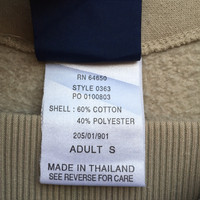 RN 64650
STYLE 0363
PO 0100803
SHELL : 60% COTTON
40% POLYESTER
205/01/901
ADULT S
MADE IN THAILAND
SEE REVERSE FOR CARE